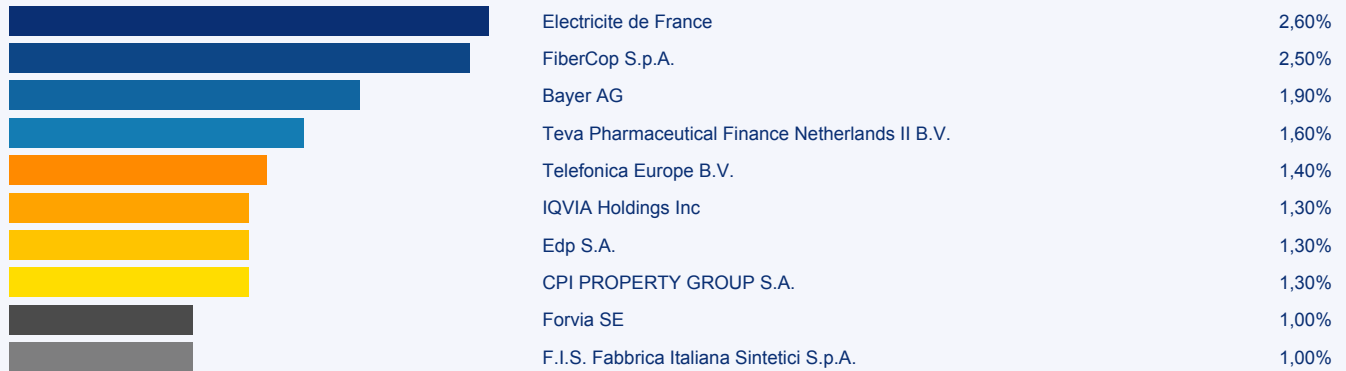 Electricite de France 2,60%
FiberCop S.p.A. 2,50%
Bayer AG 1,90%
Teva Pharmaceutical Finance Netherlands II B.V. 1,60%
Telefonica Europe B.V. 1,40%
IQVIA Holdings Inc 1,30%
Edp S.A. 1,30%
CPI PROPERTY GROUP S.A. 1,30%
Forvia SE 1,00%
F.I.S. Fabbrica Italiana Sintetici S.p.A. 1,00%